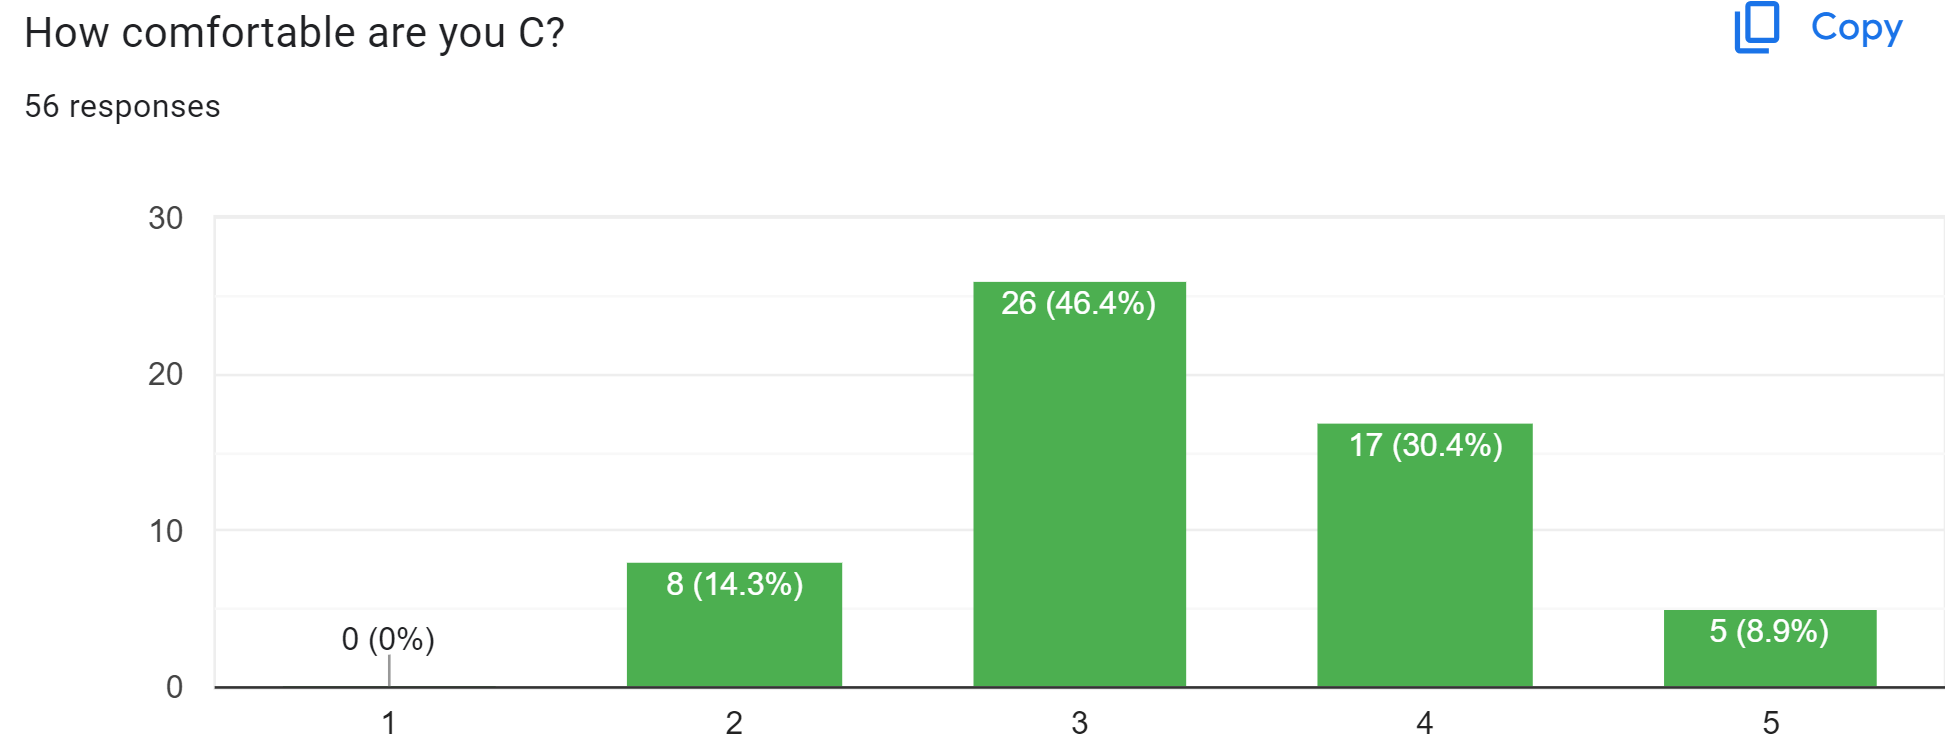 How comfortable are you C?
Copy
56 responses
30
20
10
0
0 (0%)
8 (14.3%)
26 (46.4%)
17 (30.4%)
5 (8.9%)
1 2 3 4 5